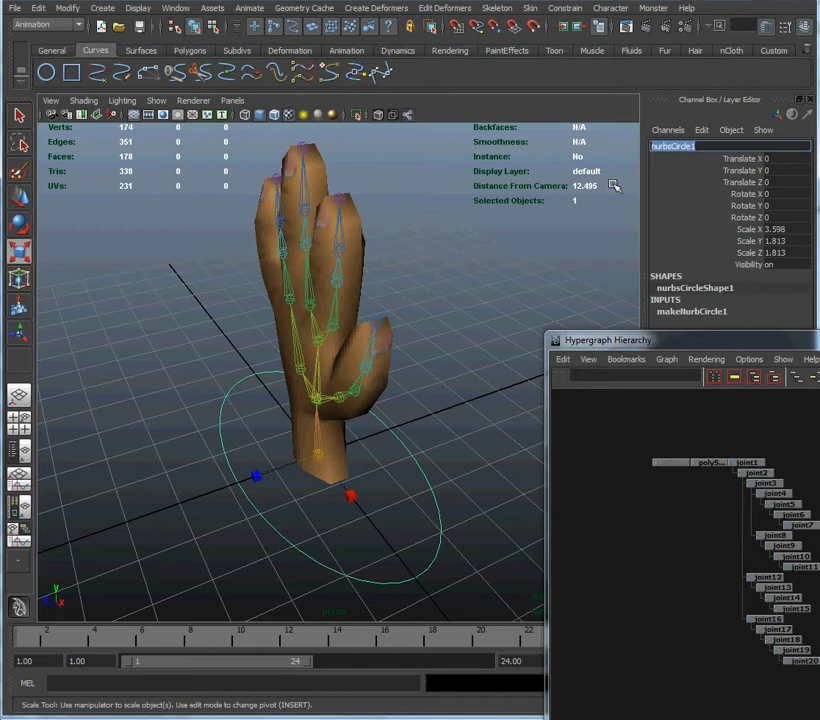 File Edit Modify Create Display Window Assets Animate Geometry Cache Create Deformers Edit Deformers Skeleton Skin Constrain Character Muscle Help
Animation
General Curves Surfaces Polygons Subdivs Deformation Animation Dynamics Rendering PaintEffects Toon Muscle Fluids Fur Hair nCloth Custom
View Shading Lighting Show Renderer Panels
Channel Box / Layer Editor
Channels Edit Object Show
nurbsCircle1
Translate X 0
Translate Y 0
Translate Z 0
Rotate X 0
Rotate Y 0
Rotate Z 0
Scale X 3.598
Scale Y 1.813
Scale Z 1.813
Visibility on
SHAPES
nurbsCircleShape1
INPUTS
makeNurbCircle1
Verts: 174 0 0
Edges: 351 0 0
Faces: 178 0 0
Tris: 338 0 0
UVs: 231 0 0
Backfaces: N/A
Smoothness: N/A
Instance: No
Display Layer: default
Distance From Camera: 12.495
Selected Objects: 1
Hypergraph Hierarchy
Edit View Bookmarks Graph Rendering Options Show Help
polyS... joint1
joint2
joint3
joint4
joint5
joint6
joint7
joint8
joint9
joint10
joint11
joint12
joint13
joint14
joint15
joint16
joint17
joint18
joint19
joint20
y
x
persp
2 4 6 8 10 12 14 16 18 20 22
1.00 1.00 1 24 24.00
MEL
Scale Tool: Use manipulator to scale object(s). Use edit mode to change pivot (INSERT).